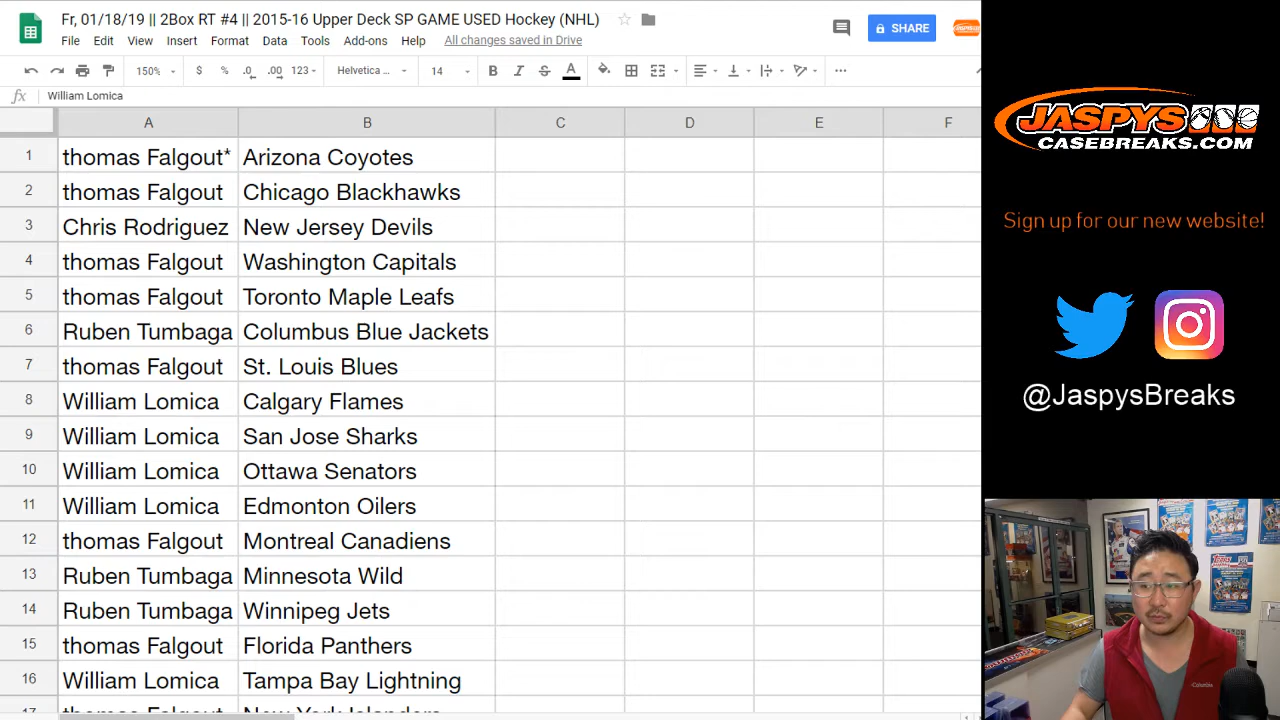 Fr, 01/18/19 || 2Box RT #4 || 2015-16 Upper Deck SP GAME USED Hockey (NHL)
File Edit View Insert Format Data Tools Add-ons Help All changes saved in Drive
SHARE
150% $ % .0 .00 123 Helvetica... 14 B I S A
fx William Lomica
A B C D E F
1 thomas Falgout* Arizona Coyotes
2 thomas Falgout Chicago Blackhawks
3 Chris Rodriguez New Jersey Devils
4 thomas Falgout Washington Capitals
5 thomas Falgout Toronto Maple Leafs
6 Ruben Tumbaga Columbus Blue Jackets
7 thomas Falgout St. Louis Blues
8 William Lomica Calgary Flames
9 William Lomica San Jose Sharks
10 William Lomica Ottawa Senators
11 William Lomica Edmonton Oilers
12 thomas Falgout Montreal Canadiens
13 Ruben Tumbaga Minnesota Wild
14 Ruben Tumbaga Winnipeg Jets
15 thomas Falgout Florida Panthers
16 William Lomica Tampa Bay Lightning
17 thomas Falgout New York Islanders
JASPYS
CASEBREAKS.COM
Sign up for our new website!
@JaspysBreaks
Columbia